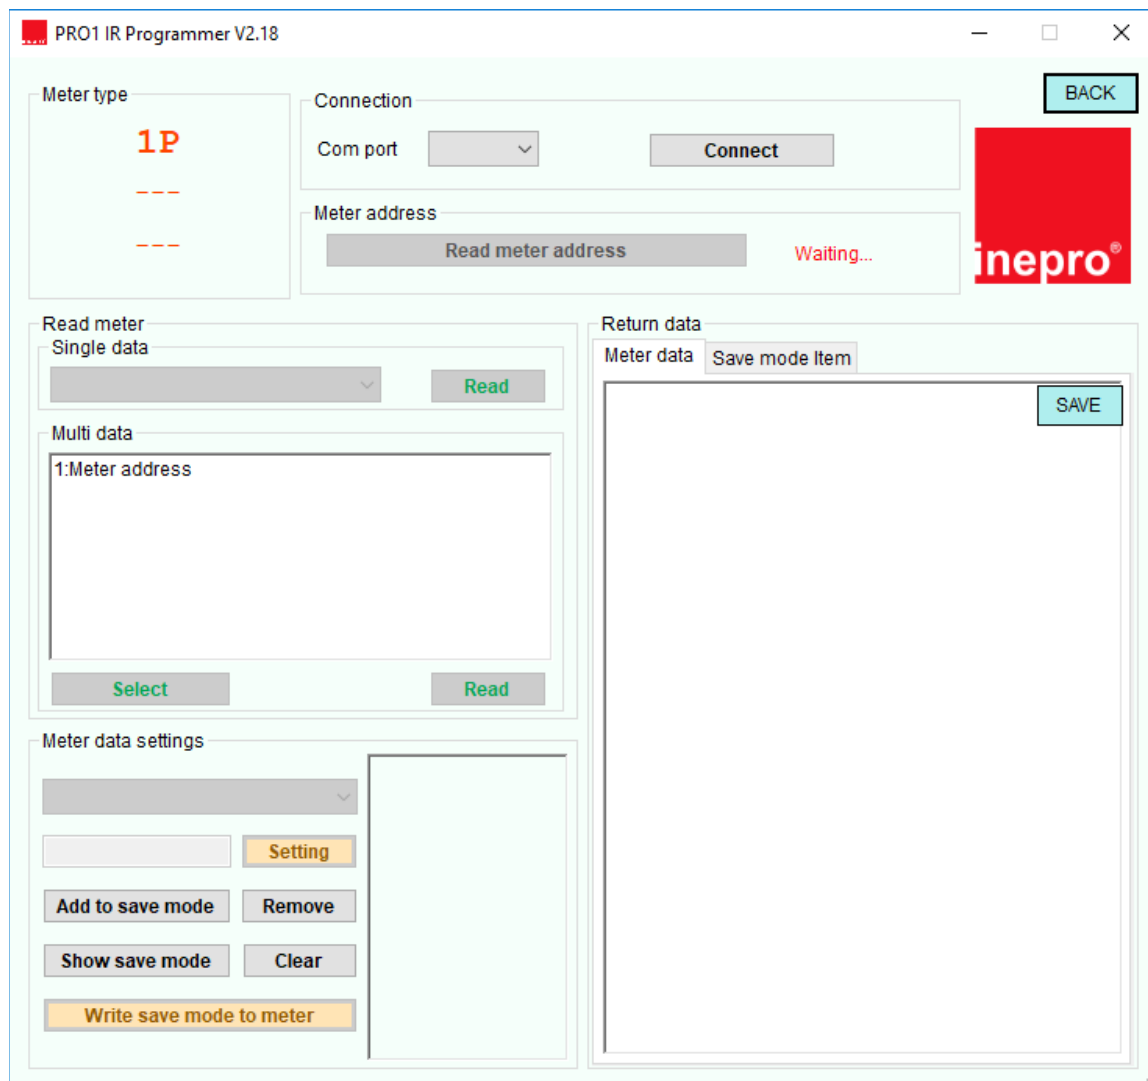 PRO1 IR Programmer V2.18
BACK
Meter type
1P
---
---
Connection
Com port
Connect
Meter address
Read meter address
Waiting...
inepro®
Read meter
Single data
Read
Multi data
1:Meter address
Select
Read
Meter data settings
Setting
Add to save mode
Remove
Show save mode
Clear
Write save mode to meter
Return data
Meter data
Save mode Item
SAVE